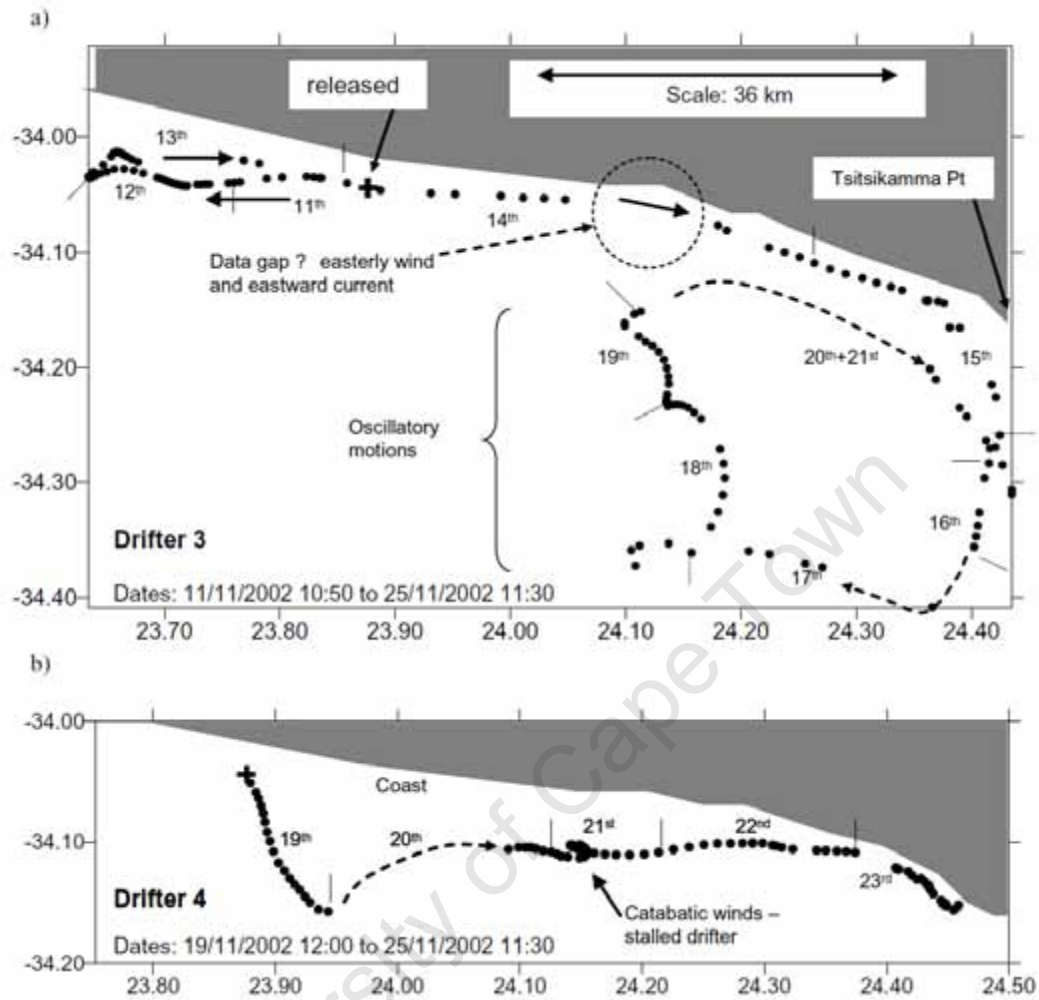 a)
released
Scale: 36 km
-34.00
13th
Tsitsikamma Pt
12th
11th
14th
-34.10
Data gap ? easterly wind
and eastward current
-34.20
19th
20th+21st
15th
Oscillatory
motions
18th
-34.30
16th
Drifter 3
17th
Dates: 11/11/2002 10:50 to 25/11/2002 11:30
-34.40
23.70 23.80 23.90 24.00 24.10 24.20 24.30 24.40
b)
-34.00
Coast
-34.10
19th
20th
21st
22nd
23rd
Drifter 4
Catabatic winds –
stalled drifter
Dates: 19/11/2002 12:00 to 25/11/2002 11:30
-34.20
23.80 23.90 24.00 24.10 24.20 24.30 24.40 24.50
University of Cape Town